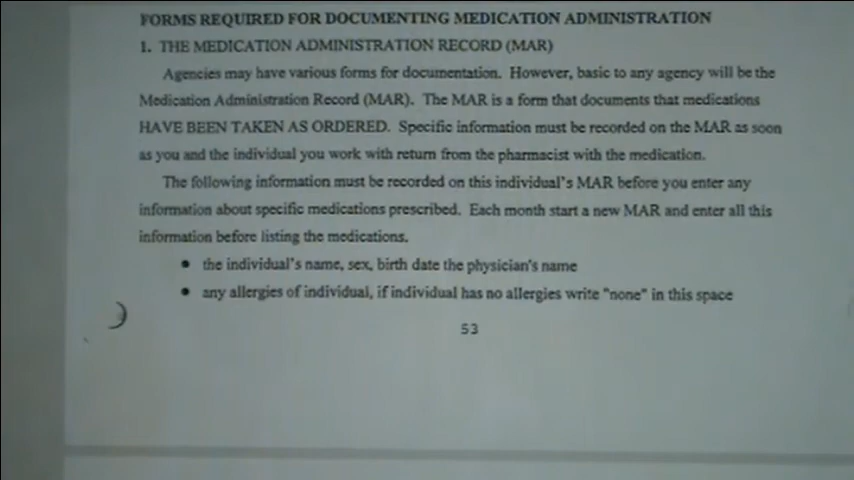 FORMS REQUIRED FOR DOCUMENTING MEDICATION ADMINISTRATION
1. THE MEDICATION ADMINISTRATION RECORD (MAR)
Agencies may have various forms for documentation. However, basic to any agency will be the
Medication Administration Record (MAR). The MAR is a form that documents that medications
HAVE BEEN TAKEN AS ORDERED. Specific information must be recorded on the MAR as soon
as you and the individual you work with return from the pharmacist with the medication.
The following information must be recorded on this individual's MAR before you enter any
information about specific medications prescribed. Each month start a new MAR and enter all this
information before listing the medications.
• the individual's name, sex, birth date the physician's name
• any allergies of individual, if individual has no allergies write "none" in this space
53